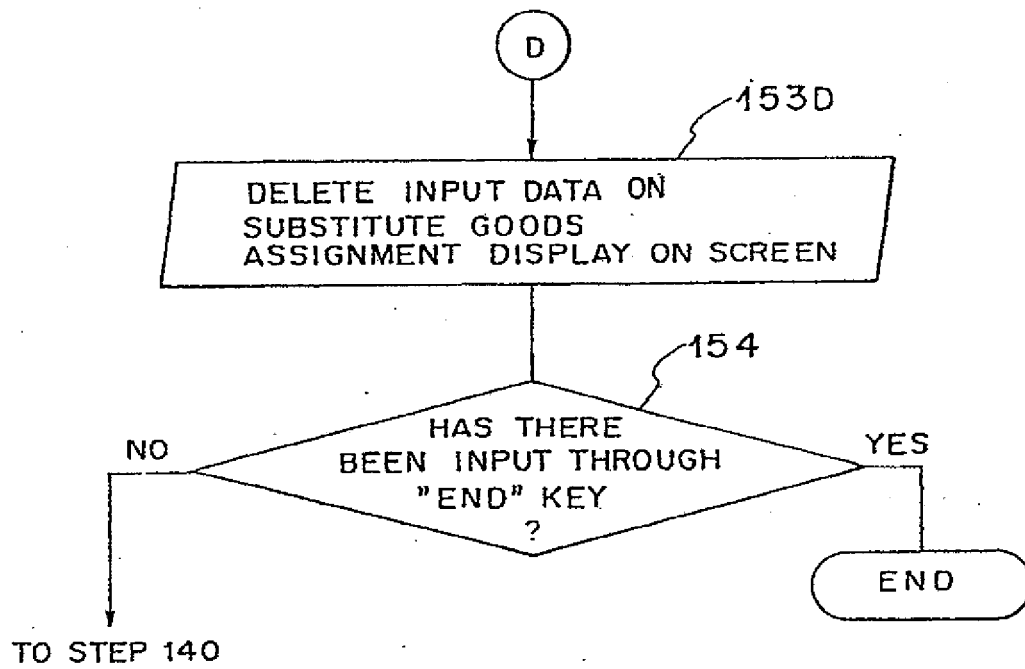 D
153D
DELETE INPUT DATA ON
SUBSTITUTE GOODS
ASSIGNMENT DISPLAY ON SCREEN
154
HAS THERE
BEEN INPUT THROUGH
"END" KEY
?
NO
YES
END
TO STEP 140